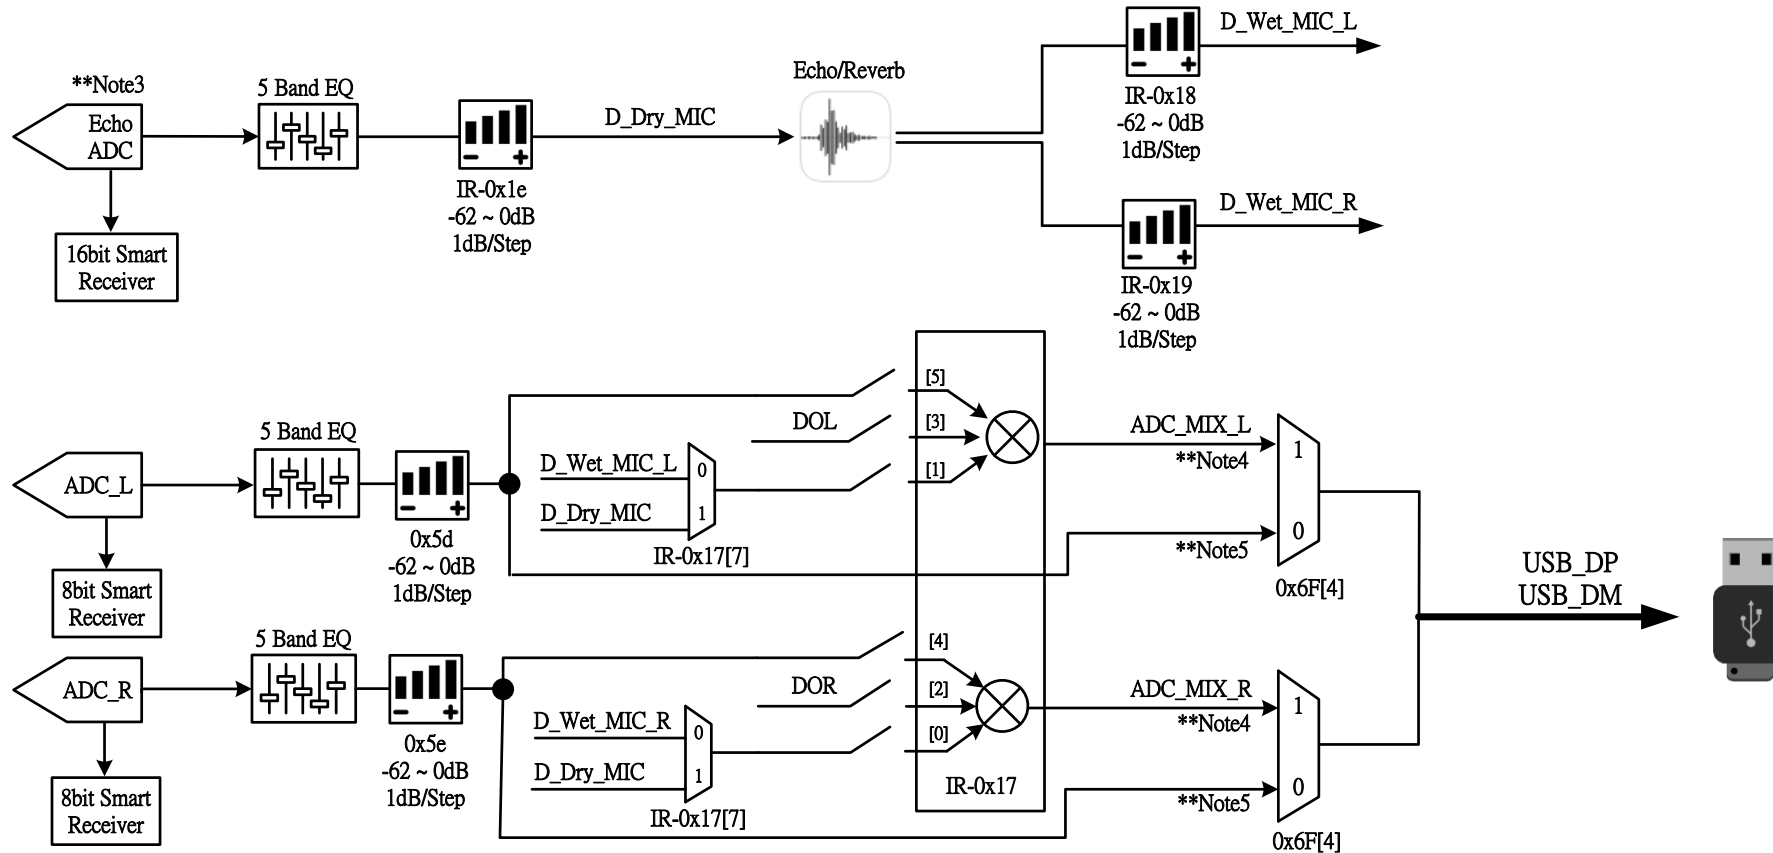 **Note3
Echo
ADC
16bit Smart
Receiver
5 Band EQ
IR-0x1e
-62 ~ 0dB
1dB/Step
D_Dry_MIC
Echo/Reverb
D_Wet_MIC_L
IR-0x18
-62 ~ 0dB
1dB/Step
D_Wet_MIC_R
IR-0x19
-62 ~ 0dB
1dB/Step
ADC_L
8bit Smart
Receiver
5 Band EQ
0x5d
-62 ~ 0dB
1dB/Step
D_Wet_MIC_L
0
D_Dry_MIC
1
IR-0x17[7]
DOL
[5]
[3]
[1]
ADC_MIX_L
**Note4
1
**Note5
0
0x6F[4]
ADC_R
8bit Smart
Receiver
5 Band EQ
0x5e
-62 ~ 0dB
1dB/Step
D_Wet_MIC_R
0
D_Dry_MIC
1
IR-0x17[7]
DOR
[4]
[2]
[0]
IR-0x17
ADC_MIX_R
**Note4
1
**Note5
0
0x6F[4]
USB_DP
USB_DM